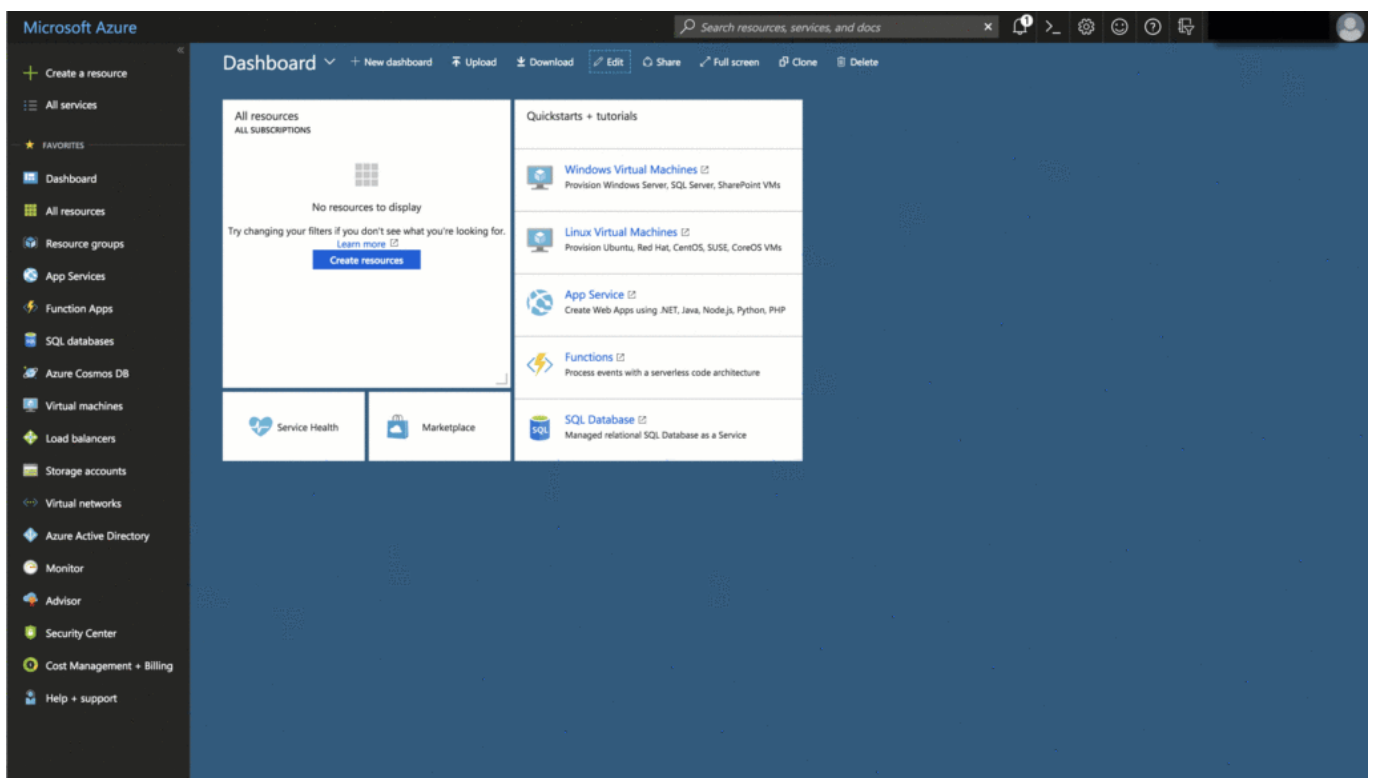 Microsoft Azure
Search resources, services, and docs
1
Create a resource
All services
FAVORITES
Dashboard
All resources
Resource groups
App Services
Function Apps
SQL databases
Azure Cosmos DB
Virtual machines
Load balancers
Storage accounts
Virtual networks
Azure Active Directory
Monitor
Advisor
Security Center
Cost Management + Billing
Help + support
Dashboard
+ New dashboard
Upload
Download
Edit
Share
Full screen
Clone
Delete
All resources
ALL SUBSCRIPTIONS
No resources to display
Try changing your filters if you don't see what you're looking for.
Learn more
Create resources
Service Health
Marketplace
Quickstarts + tutorials
Windows Virtual Machines
Provision Windows Server, SQL Server, SharePoint VMs
Linux Virtual Machines
Provision Ubuntu, Red Hat, CentOS, SUSE, CoreOS VMs
App Service
Create Web Apps using .NET, Java, Node.js, Python, PHP
Functions
Process events with a serverless code architecture
SQL
SQL Database
Managed relational SQL Database as a Service